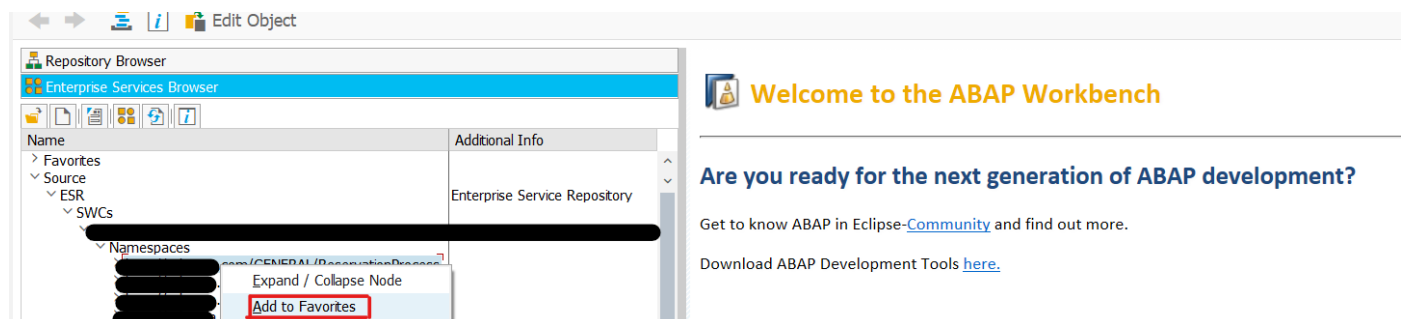 Edit Object
Repository Browser
Enterprise Services Browser
Name Additional Info
Favorites
Source
ESR Enterprise Service Repository
SWCs
Namespaces
.com/GENERAL/ReservationProcess
Expand / Collapse Node
Add to Favorites
Welcome to the ABAP Workbench
Are you ready for the next generation of ABAP development?
Get to know ABAP in Eclipse-Community and find out more.
Download ABAP Development Tools here.